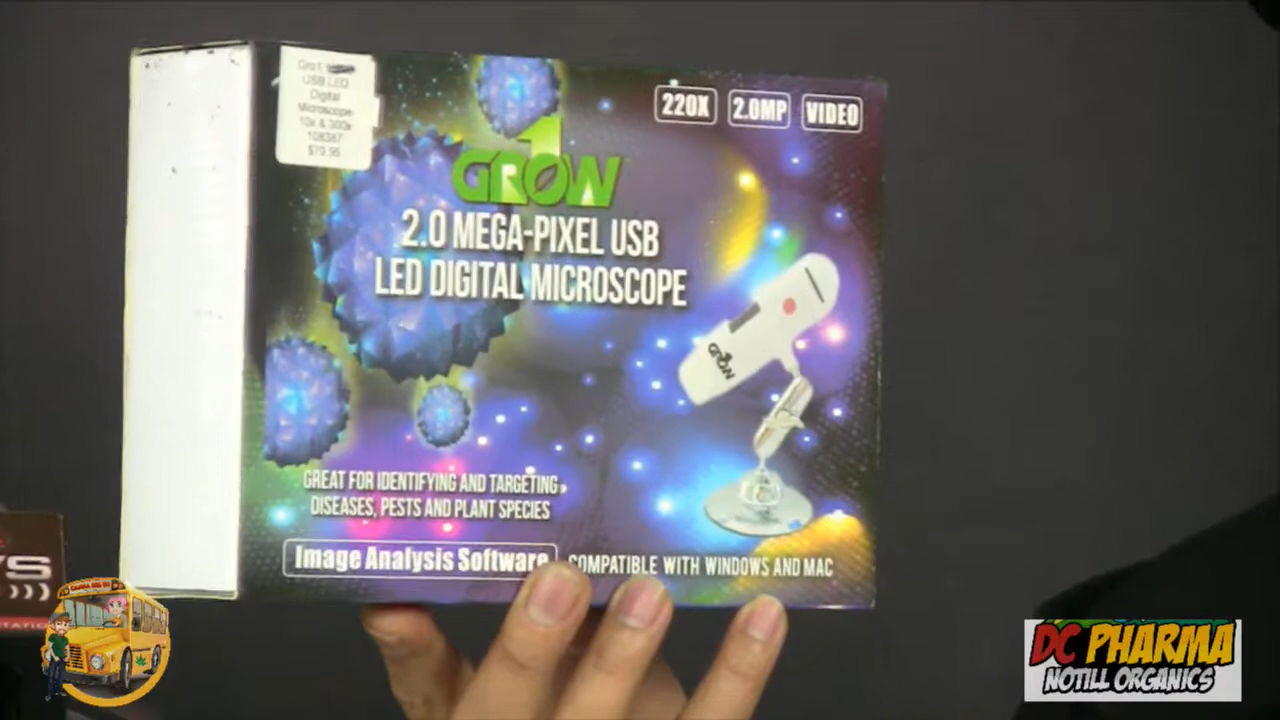 USB LED
Digital
Microscope
10x & 300x
108387
$79.95
220X
2.0MP
VIDEO
GROW1
2.0 MEGA-PIXEL USB
LED DIGITAL MICROSCOPE
GROW
GREAT FOR IDENTIFYING AND TARGETING
DISEASES, PESTS AND PLANT SPECIES
Image Analysis Software
COMPATIBLE WITH WINDOWS AND MAC
DC PHARMA
NOTILL ORGANICS